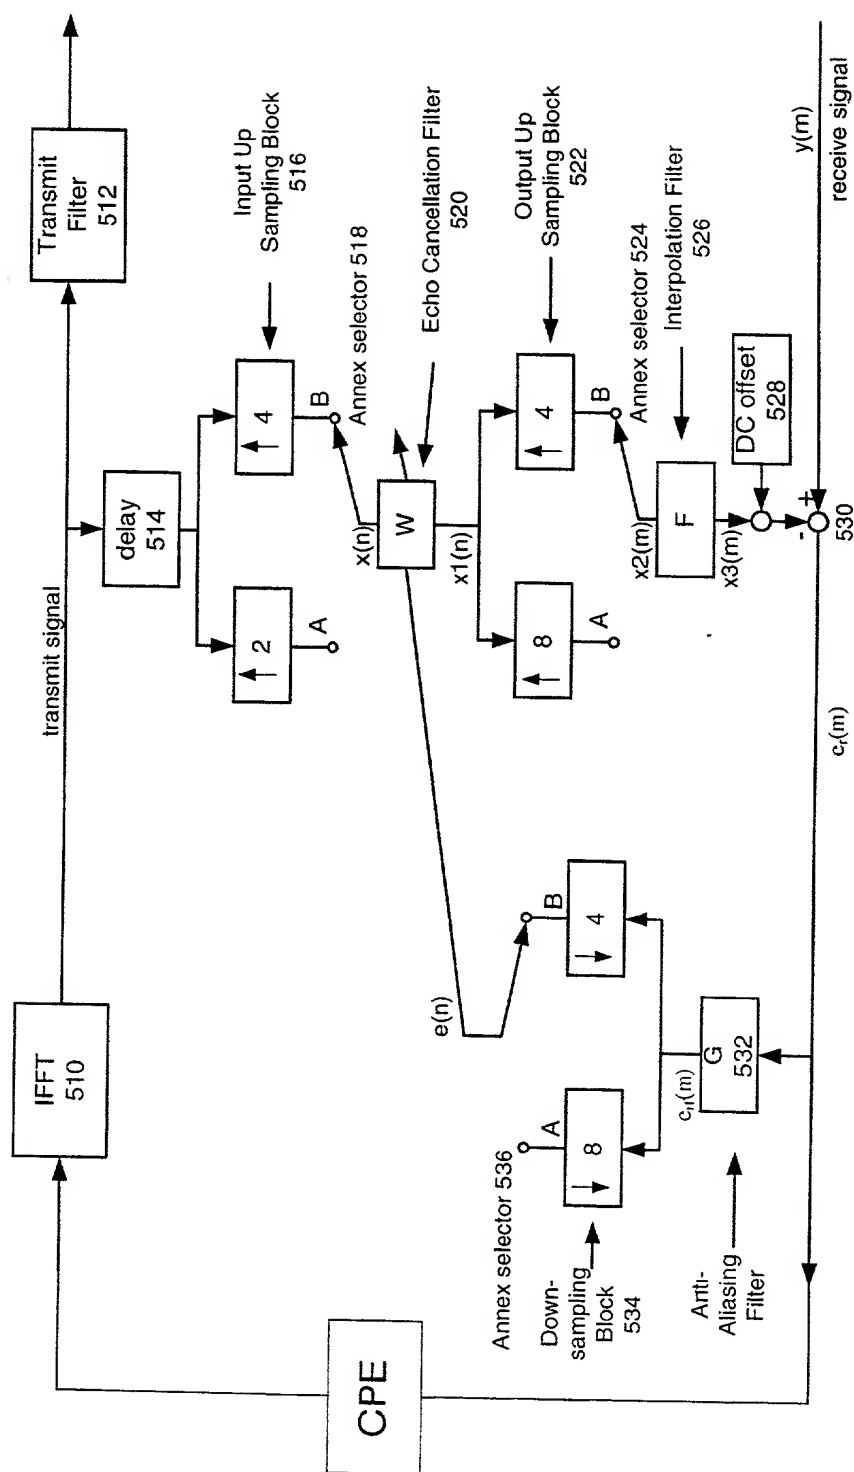 CPE
IFFT
510
transmit signal
Transmit
Filter
512
delay
514
2
A
4
B
Input Up
Sampling Block
516
Annex selector 518
x(n)
W
Echo Cancellation Filter
520
e(n)
x1(n)
8
A
4
B
Output Up
Sampling Block
522
Annex selector 524
x2(m)
F
Interpolation Filter
526
x3(m)
DC offset
528
+
-
530
y(m)
receive signal
Annex selector 536
A
8
B
4
Down-
sampling
Block
534
G
532
Anti-
Aliasing
Filter
cᵣ(m)